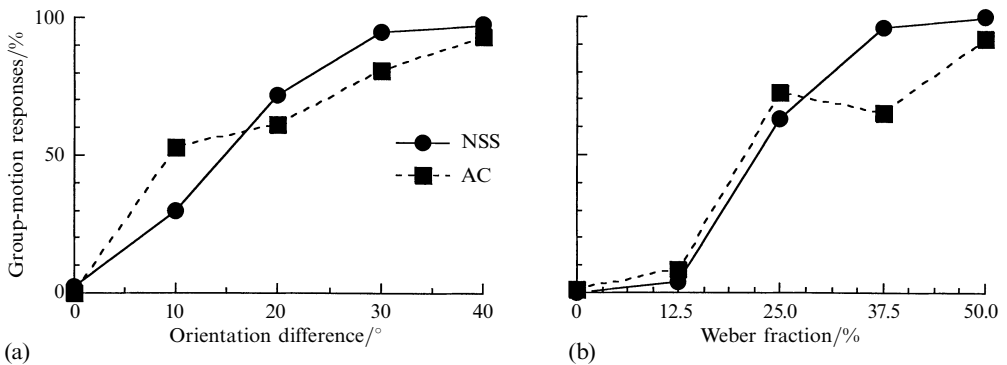 100
50
0
Group-motion responses/%
NSS
AC
0 10 20 30 40
Orientation difference/°
(a)
0 12.5 25.0 37.5 50.0
Weber fraction/%
(b)